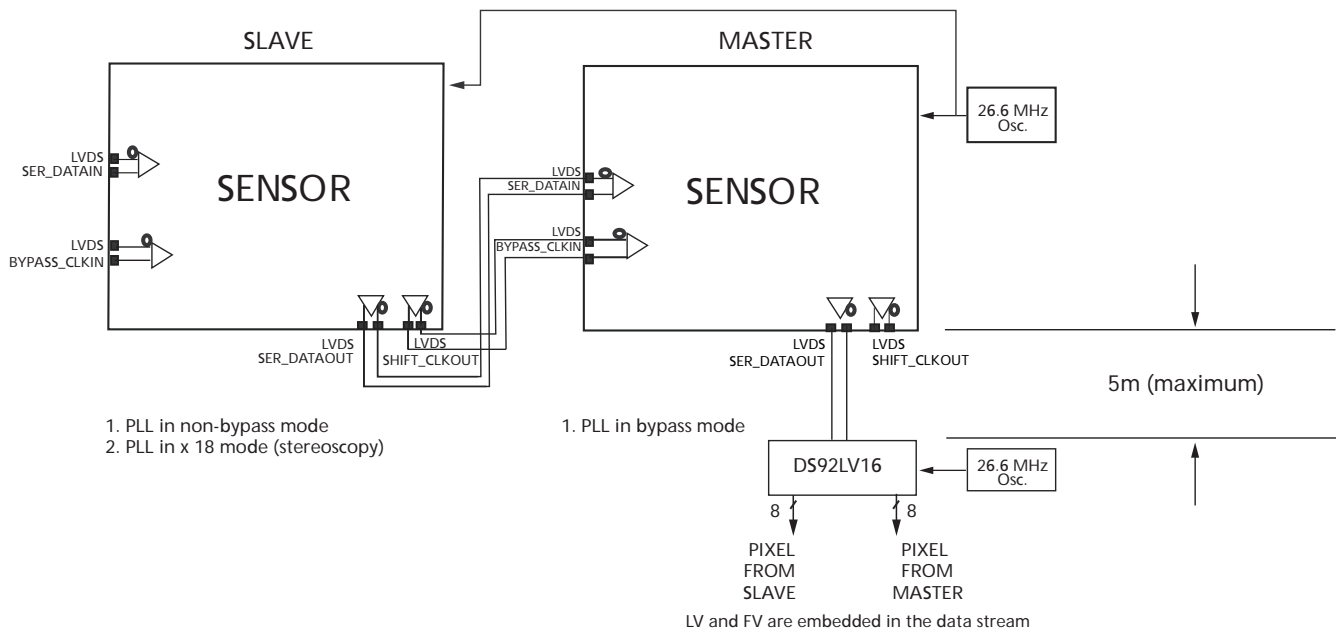 SLAVE
MASTER
26.6 MHz
Osc.
LVDS
SER_DATAIN
SENSOR
LVDS
BYPASS_CLKIN
LVDS
SER_DATAOUT
LVDS
SHIFT_CLKOUT
LVDS
SER_DATAIN
SENSOR
LVDS
BYPASS_CLKIN
LVDS
SER_DATAOUT
LVDS
SHIFT_CLKOUT
5m (maximum)
1. PLL in non-bypass mode
2. PLL in x 18 mode (stereoscopy)
1. PLL in bypass mode
DS92LV16
26.6 MHz
Osc.
8
8
PIXEL
FROM
SLAVE
PIXEL
FROM
MASTER
LV and FV are embedded in the data stream